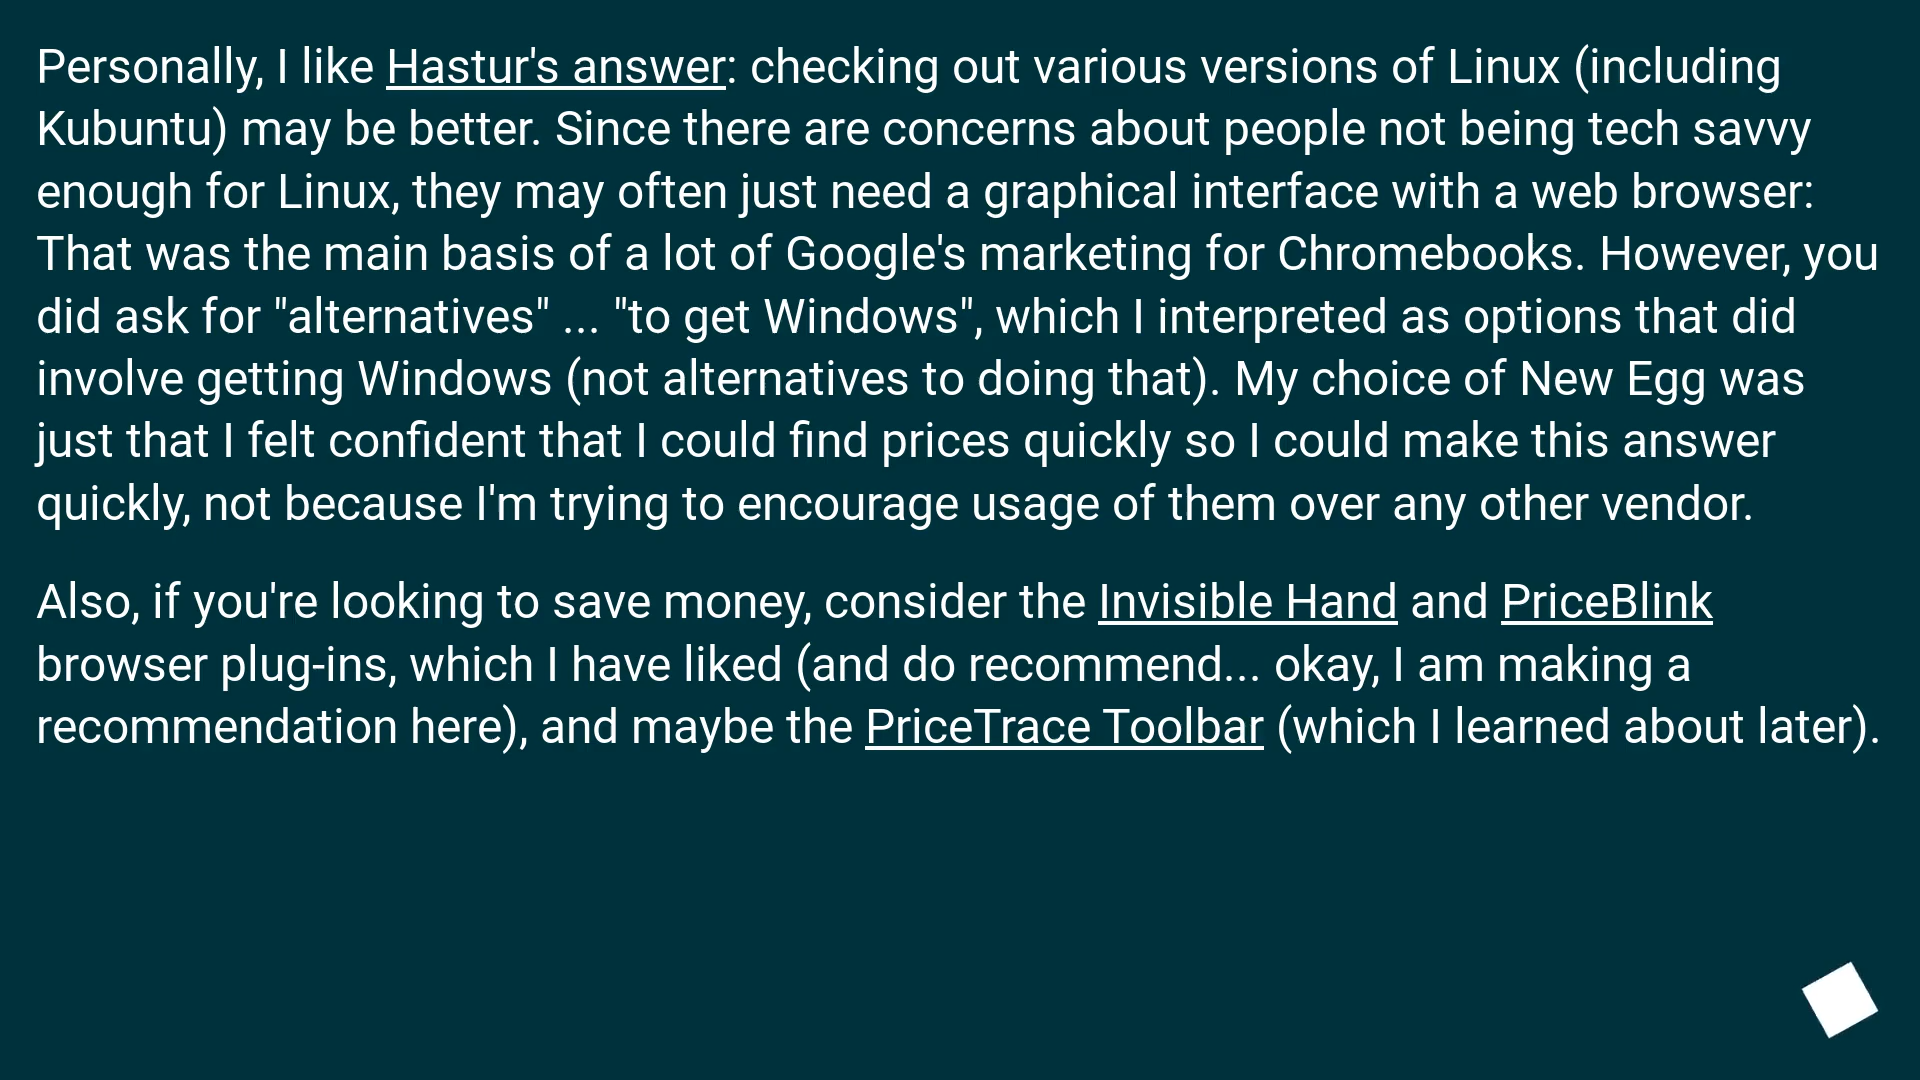 Personally, I like Hastur's answer: checking out various versions of Linux (including
Kubuntu) may be better. Since there are concerns about people not being tech savvy
enough for Linux, they may often just need a graphical interface with a web browser:
That was the main basis of a lot of Google's marketing for Chromebooks. However, you
did ask for "alternatives" ... "to get Windows", which I interpreted as options that did
involve getting Windows (not alternatives to doing that). My choice of New Egg was
just that I felt confident that I could find prices quickly so I could make this answer
quickly, not because I'm trying to encourage usage of them over any other vendor.
Also, if you're looking to save money, consider the Invisible Hand and PriceBlink
browser plug-ins, which I have liked (and do recommend... okay, I am making a
recommendation here), and maybe the PriceTrace Toolbar (which I learned about later).